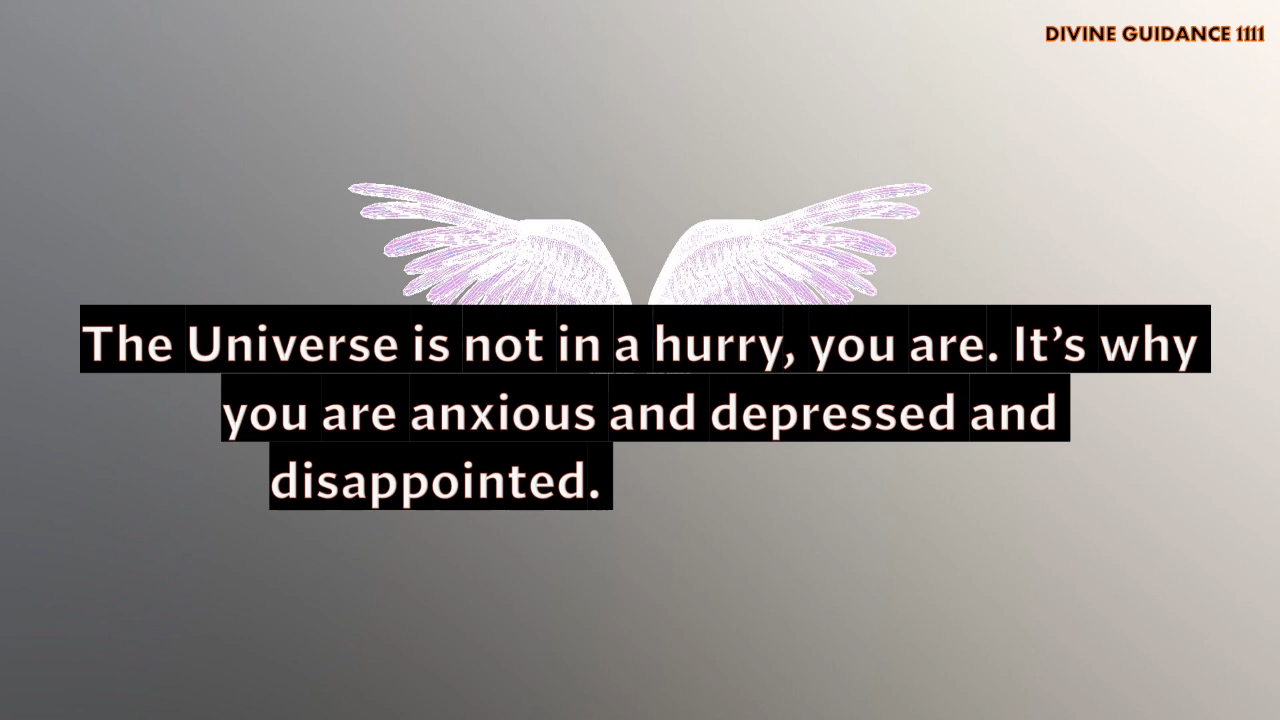 DIVINE GUIDANCE 1111
The Universe is not in a hurry, you are. It’s why
you are anxious and depressed and
disappointed.